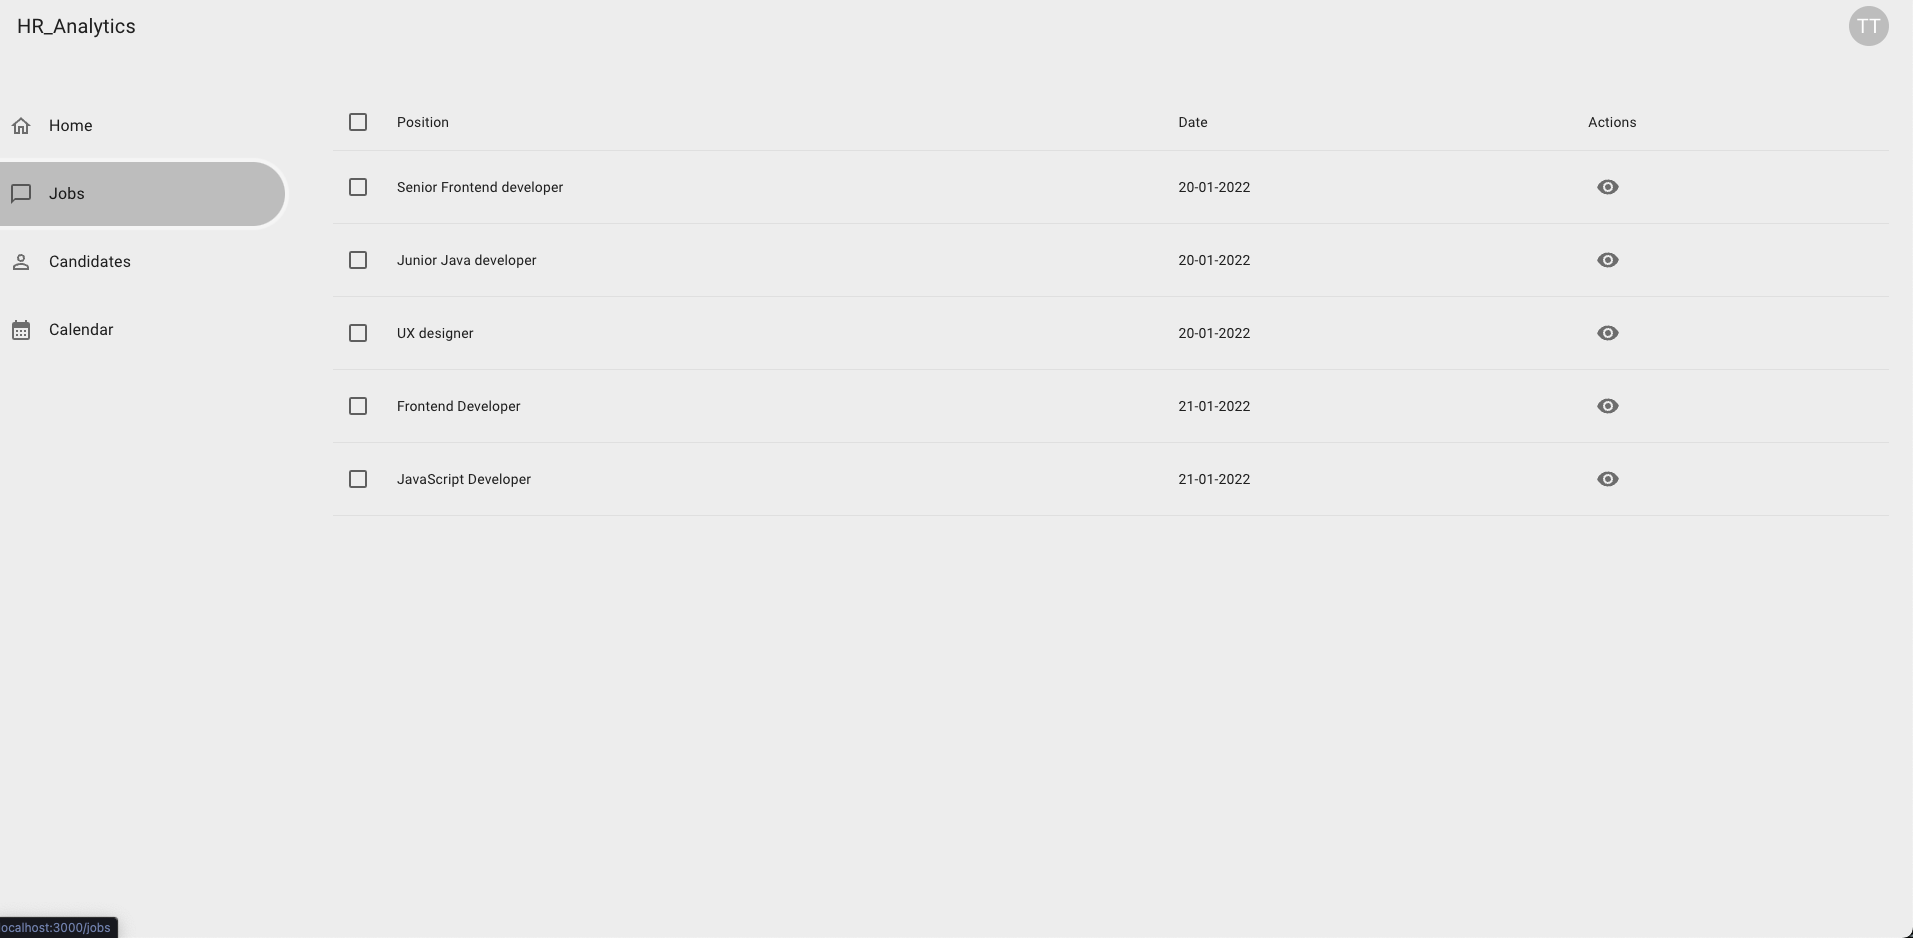 HR_Analytics
TT
Home
Jobs
Candidates
Calendar
Position Date Actions
Senior Frontend developer 20-01-2022
Junior Java developer 20-01-2022
UX designer 20-01-2022
Frontend Developer 21-01-2022
JavaScript Developer 21-01-2022
ocalhost:3000/jobs